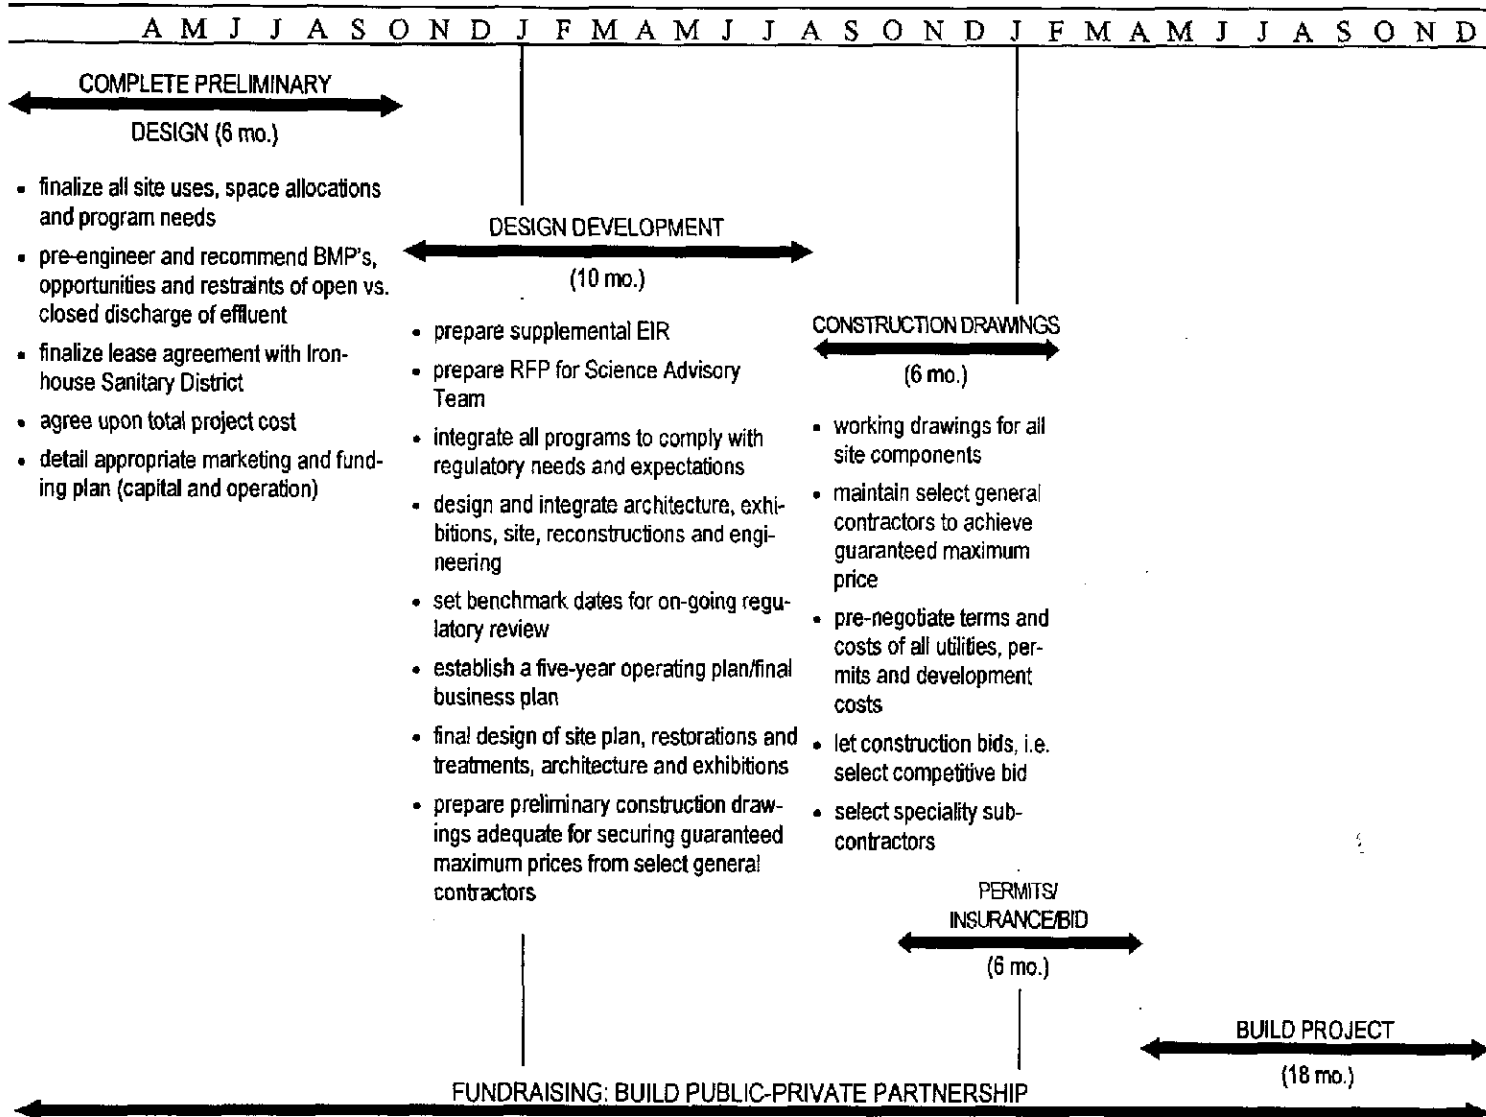 A M J J A S O N D J F M A M J J A S O N D J F M A M J J A S O N D
COMPLETE PRELIMINARY
DESIGN (6 mo.)
• finalize all site uses, space allocations
and program needs
• pre-engineer and recommend BMP's,
opportunities and restraints of open vs.
closed discharge of effluent
• finalize lease agreement with Iron-
house Sanitary District
• agree upon total project cost
• detail appropriate marketing and fund-
ing plan (capital and operation)
DESIGN DEVELOPMENT
(10 mo.)
• prepare supplemental EIR
• prepare RFP for Science Advisory
Team
• integrate all programs to comply with
regulatory needs and expectations
• design and integrate architecture, exhi-
bitions, site, reconstructions and engi-
neering
• set benchmark dates for on-going regu-
latory review
• establish a five-year operating plan/final
business plan
• final design of site plan, restorations and
treatments, architecture and exhibitions
• prepare preliminary construction draw-
ings adequate for securing guaranteed
maximum prices from select general
contractors
CONSTRUCTION DRAWINGS
(6 mo.)
• working drawings for all
site components
• maintain select general
contractors to achieve
guaranteed maximum
price
• pre-negotiate terms and
costs of all utilities, per-
mits and development
costs
• let construction bids, i.e.
select competitive bid
• select speciality sub-
contractors
PERMITS/
INSURANCE/BID
(6 mo.)
BUILD PROJECT
(18 mo.)
FUNDRAISING: BUILD PUBLIC-PRIVATE PARTNERSHIP